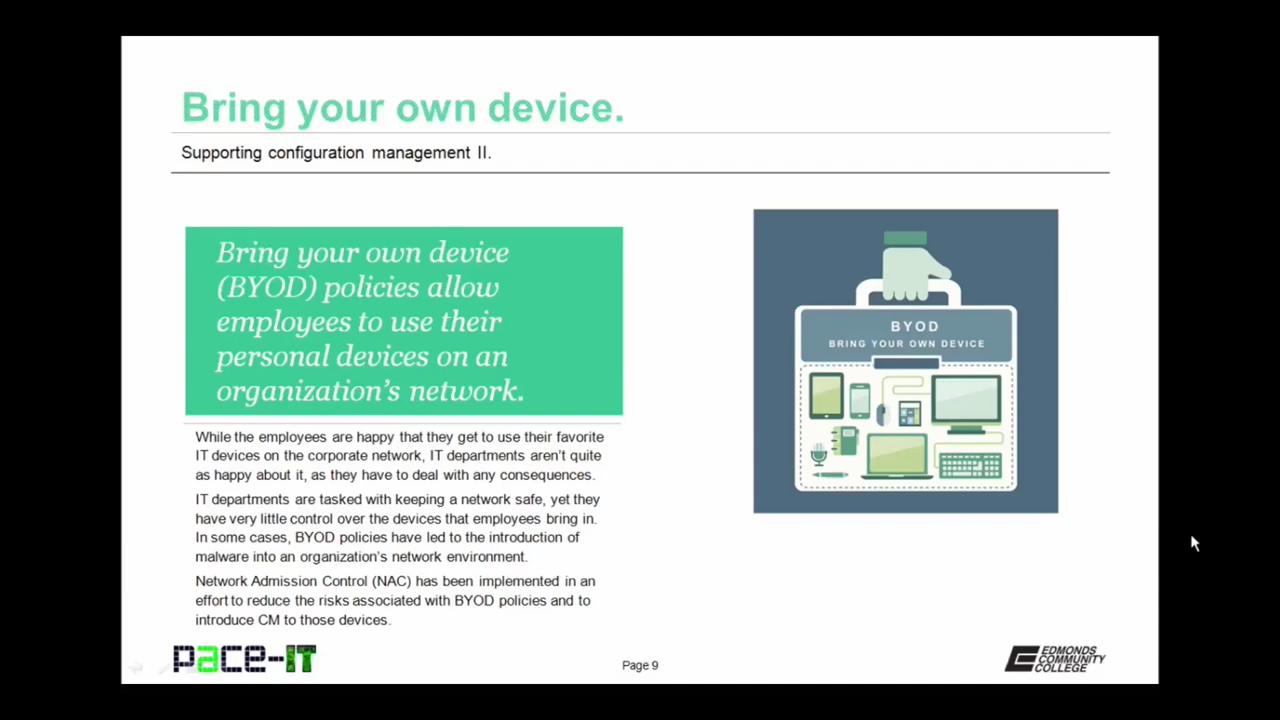 Bring your own device.
Supporting configuration management II.
Bring your own device
(BYOD) policies allow
employees to use their
personal devices on an
organization's network.
While the employees are happy that they get to use their favorite
IT devices on the corporate network, IT departments aren't quite
as happy about it, as they have to deal with any consequences.
IT departments are tasked with keeping a network safe, yet they
have very little control over the devices that employees bring in.
In some cases, BYOD policies have led to the introduction of
malware into an organization's network environment.
Network Admission Control (NAC) has been implemented in an
effort to reduce the risks associated with BYOD policies and to
introduce CM to those devices.
BYOD
BRING YOUR OWN DEVICE
pace-IT
Page 9
EDMONDS
COMMUNITY
COLLEGE